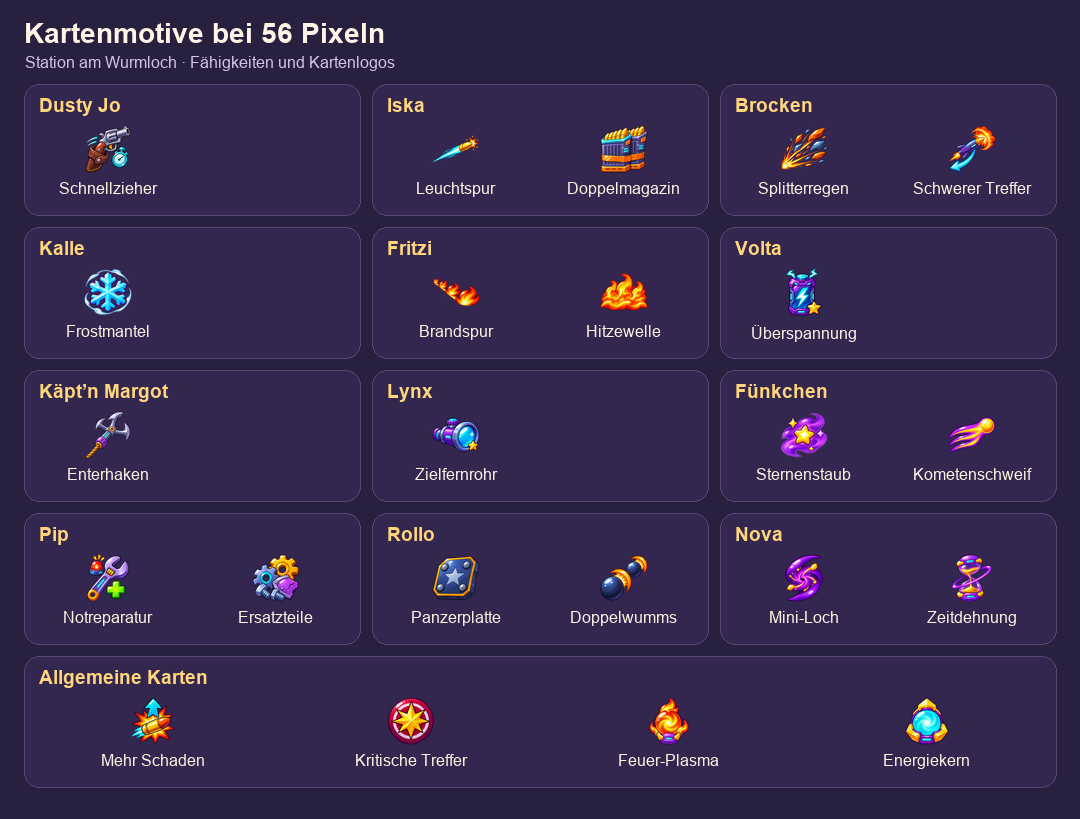 Kartenmotive bei 56 Pixeln
Station am Wurmloch · Fähigkeiten und Kartenlogos
Dusty Jo
Schnellzieher
Iska
Leuchtspur
Doppelmagazin
Brocken
Splitterregen
Schwerer Treffer
Kalle
Frostmantel
Fritzi
Brandspur
Hitzewelle
Volta
Überspannung
Käpt’n Margot
Enterhaken
Lynx
Zielfernrohr
Fünkchen
Sternenstaub
Kometenschweif
Pip
Notreparatur
Ersatzteile
Rollo
Panzerplatte
Doppelwumms
Nova
Mini-Loch
Zeitdehnung
Allgemeine Karten
Mehr Schaden
Kritische Treffer
Feuer-Plasma
Energiekern